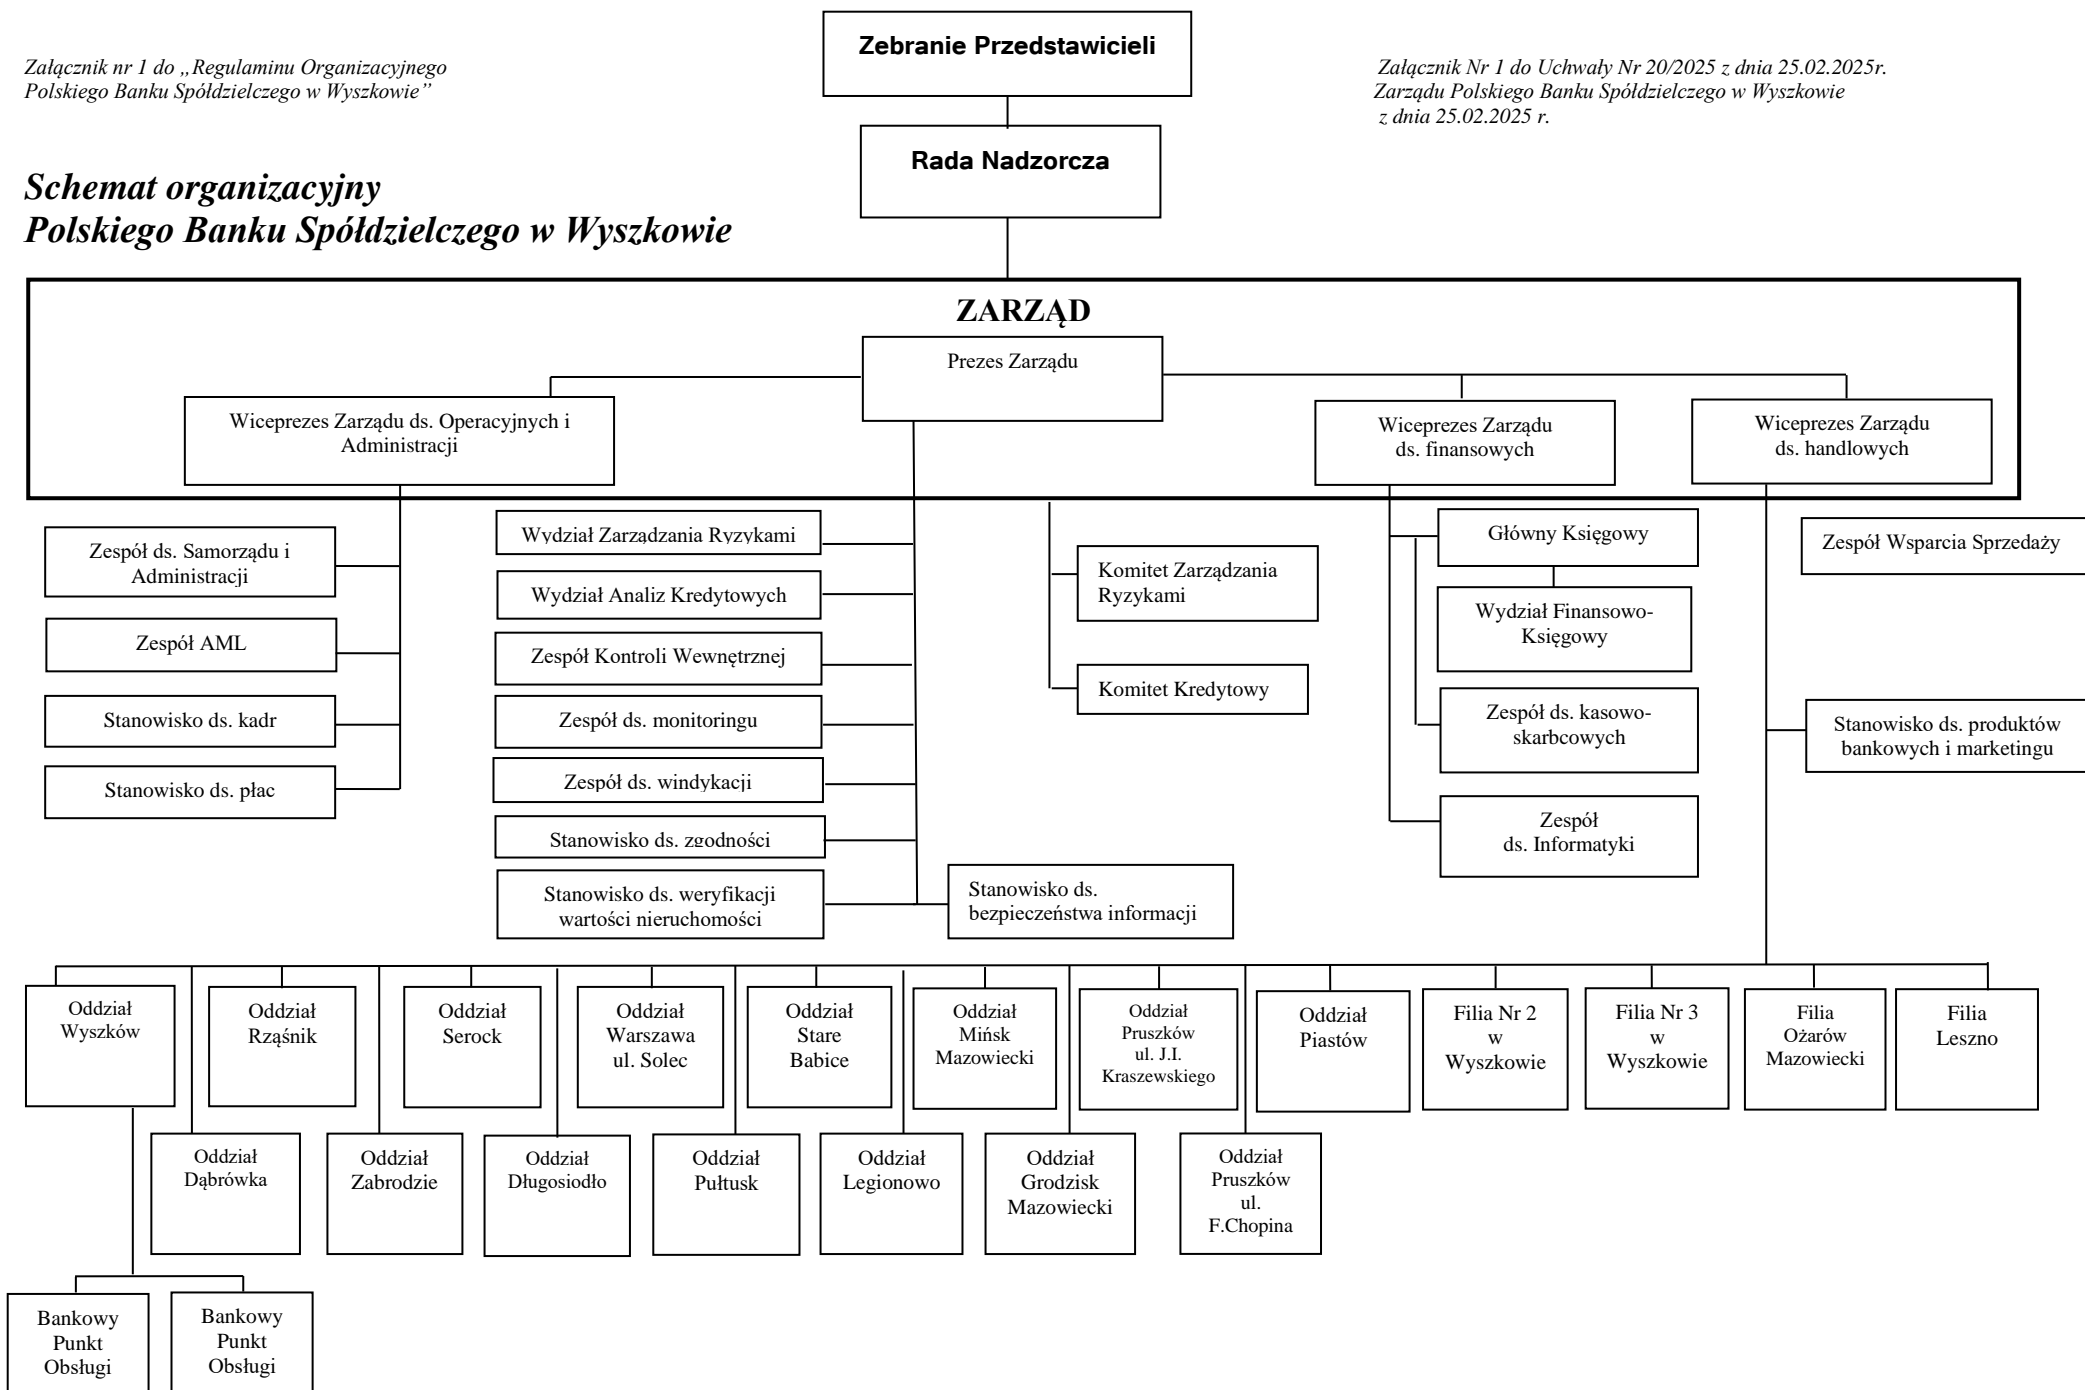 Zebranie Przedstawicieli
Załącznik nr 1 do „Regulaminu Organizacyjnego
Polskiego Banku Spółdzielczego w Wyszkowie”
Załącznik Nr 1 do Uchwały Nr 20/2025 z dnia 25.02.2025r.
Zarządu Polskiego Banku Spółdzielczego w Wyszkowie
z dnia 25.02.2025 r.
Rada Nadzorcza
Schemat organizacyjny
Polskiego Banku Spółdzielczego w Wyszkowie
ZARZĄD
Prezes Zarządu
Wiceprezes Zarządu ds. Operacyjnych i
Administracji
Wiceprezes Zarządu
ds. finansowych
Wiceprezes Zarządu
ds. handlowych
Zespół ds. Samorządu i
Administracji
Zespół AML
Stanowisko ds. kadr
Stanowisko ds. płac
Wydział Zarządzania Ryzykami
Wydział Analiz Kredytowych
Zespół Kontroli Wewnętrznej
Zespół ds. monitoringu
Zespół ds. windykacji
Stanowisko ds. zgodności
Stanowisko ds. weryfikacji
wartości nieruchomości
Stanowisko ds.
bezpieczeństwa informacji
Komitet Zarządzania
Ryzykami
Komitet Kredytowy
Główny Księgowy
Wydział Finansowo-
Księgowy
Zespół ds. kasowo-
skarbcowych
Zespół
ds. Informatyki
Zespół Wsparcia Sprzedaży
Stanowisko ds. produktów
bankowych i marketingu
Oddział
Wyszków
Oddział
Rząśnik
Oddział
Serock
Oddział
Warszawa
ul. Solec
Oddział
Stare
Babice
Oddział
Mińsk
Mazowiecki
Oddział
Pruszków
ul. J.I.
Kraszewskiego
Oddział
Piastów
Filia Nr 2
w
Wyszkowie
Filia Nr 3
w
Wyszkowie
Filia
Ożarów
Mazowiecki
Filia
Leszno
Oddział
Dąbrówka
Oddział
Zabrodzie
Oddział
Długosiodło
Oddział
Pułtusk
Oddział
Legionowo
Oddział
Grodzisk
Mazowiecki
Oddział
Pruszków
ul.
F.Chopina
Bankowy
Punkt
Obsługi
Bankowy
Punkt
Obsługi